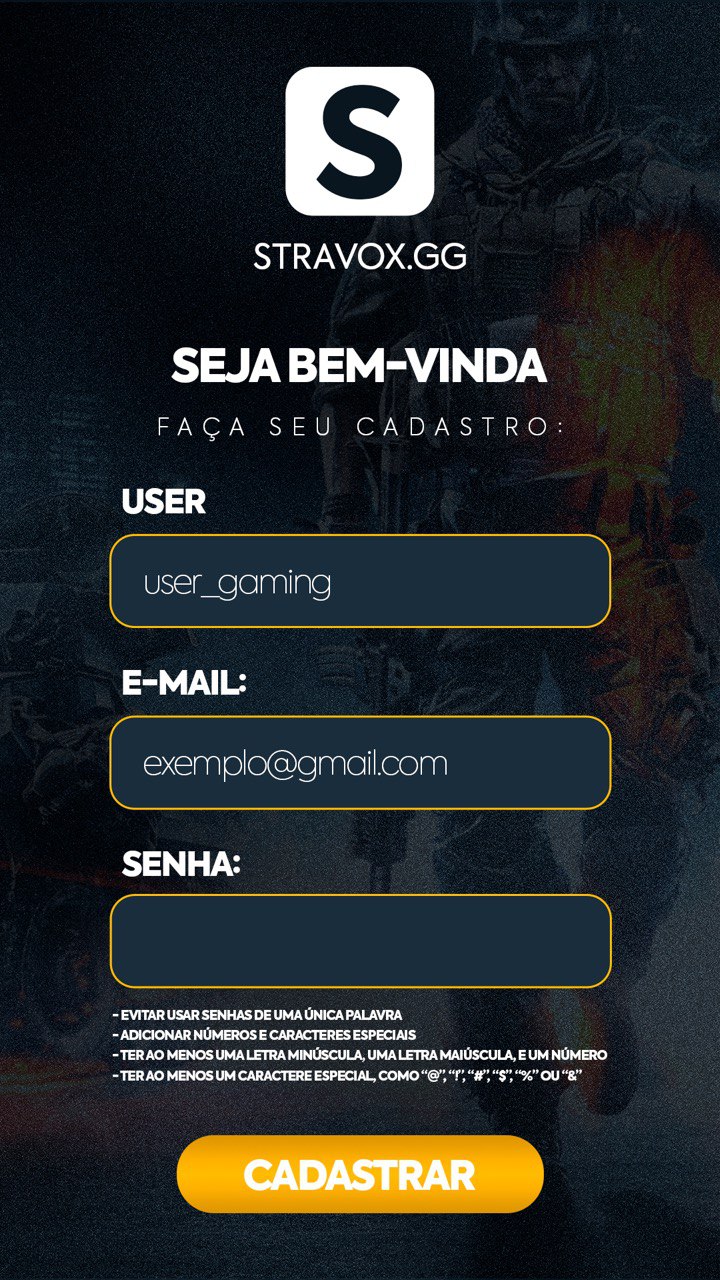 S
STRAVOX.GG
SEJA BEM-VINDA
FAÇA SEU CADASTRO:
USER
user_gaming
E-MAIL:
exemplo@gmail.com
SENHA:
- EVITAR USAR SENHAS DE UMA ÚNICA PALAVRA
- ADICIONAR NÚMEROS E CARACTERES ESPECIAIS
- TER AO MENOS UMA LETRA MINÚSCULA, UMA LETRA MAIÚSCULA, E UM NÚMERO
- TER AO MENOS UM CARACTERE ESPECIAL, COMO “@”, “!”, “#”, “$”, “%” OU “&”
CADASTRAR